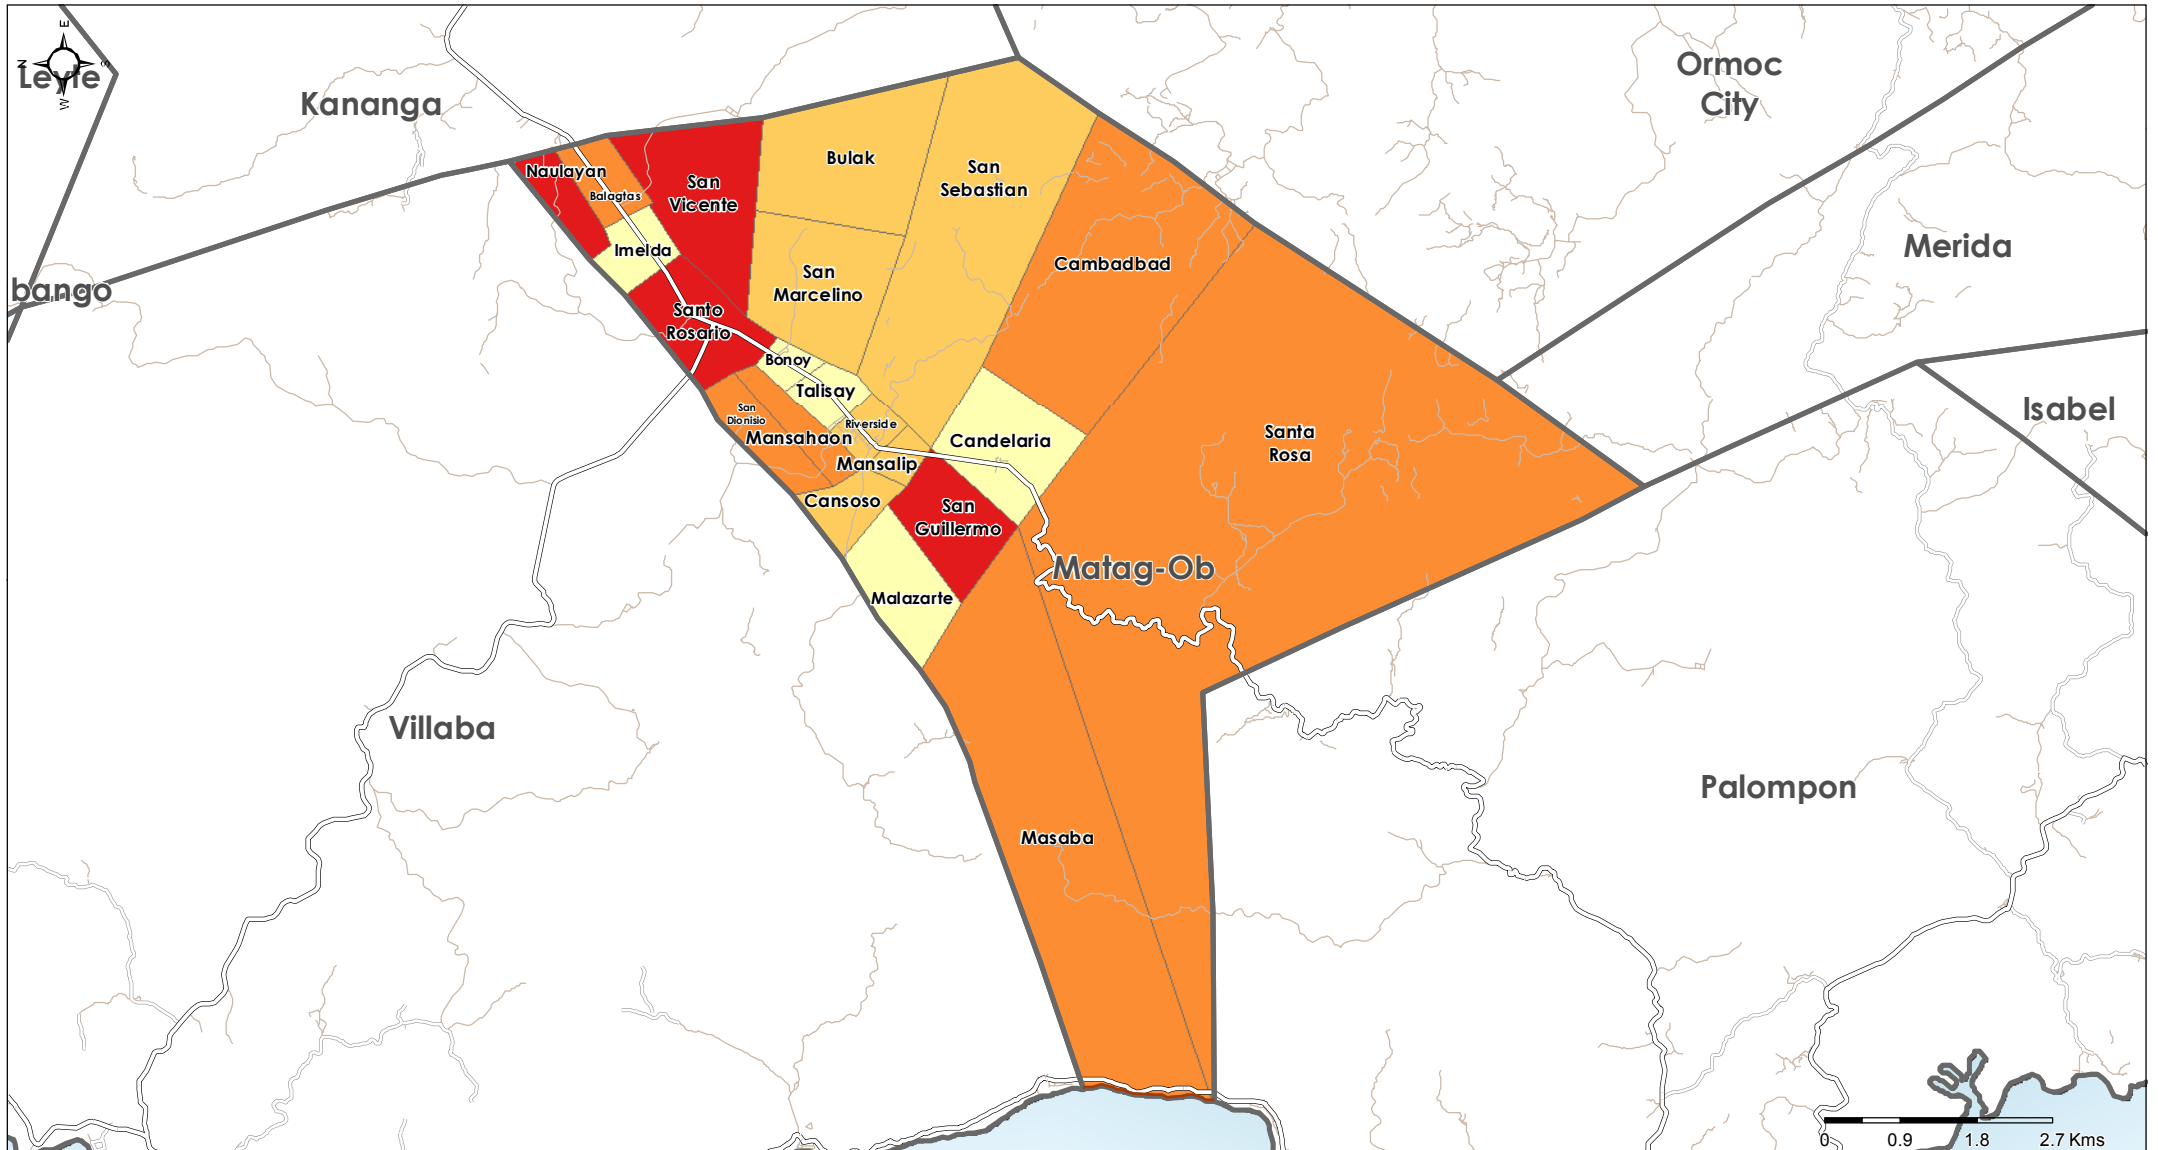 E
N
S
W
Leyte
Kananga
Ormoc
City
Naulayan
Balagtas
San
Vicente
Bulak
San
Sebastian
Imelda
Merida
Cambadbad
San
Marcelino
bango
Santo
Rosario
Bonoy
Talisay
San
Dionisio
Riverside
Isabel
Mansahaon
Candelaria
Santa
Rosa
Mansalip
Cansoso
San
Guillermo
Matag-Ob
Malazarte
Villaba
Palompon
Masaba
0 0.9 1.8 2.7 Kms